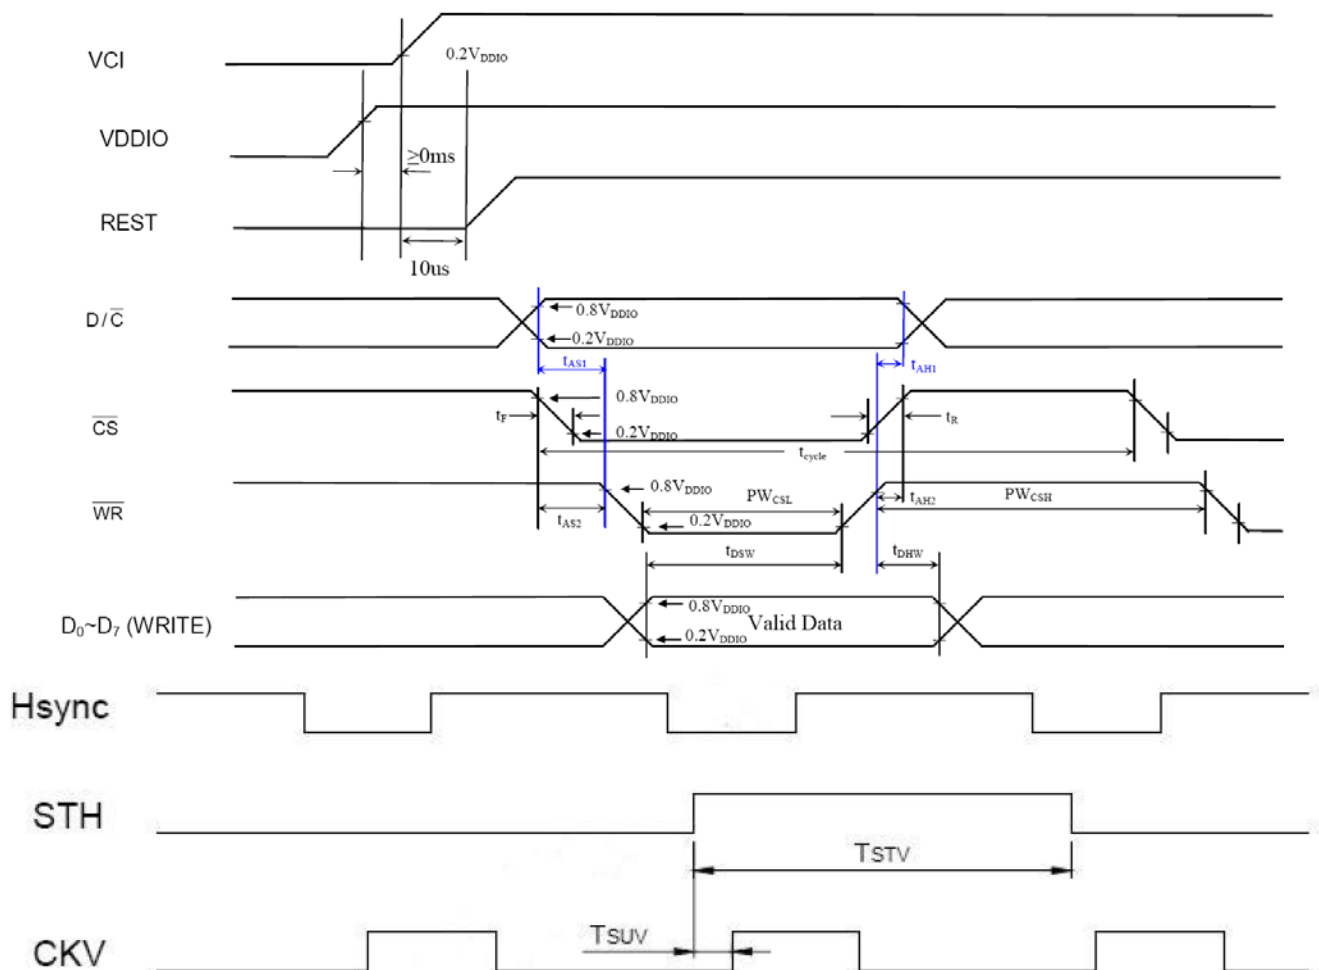 VCI
0.2VDDIO
VDDIO
≥0ms
REST
10us
D/C̅
0.8VDDIO
0.2VDDIO
tAS1
tAH1
C̅S̅
tF
0.8VDDIO
0.2VDDIO
tR
tcycle
W̅R̅
0.8VDDIO
PWCSL
tAH2
PWCSH
tAS2
0.2VDDIO
tDSW
tDHW
D0~D7 (WRITE)
0.8VDDIO
Valid Data
0.2VDDIO
Hsync
STH
TSTV
TSUV
CKV